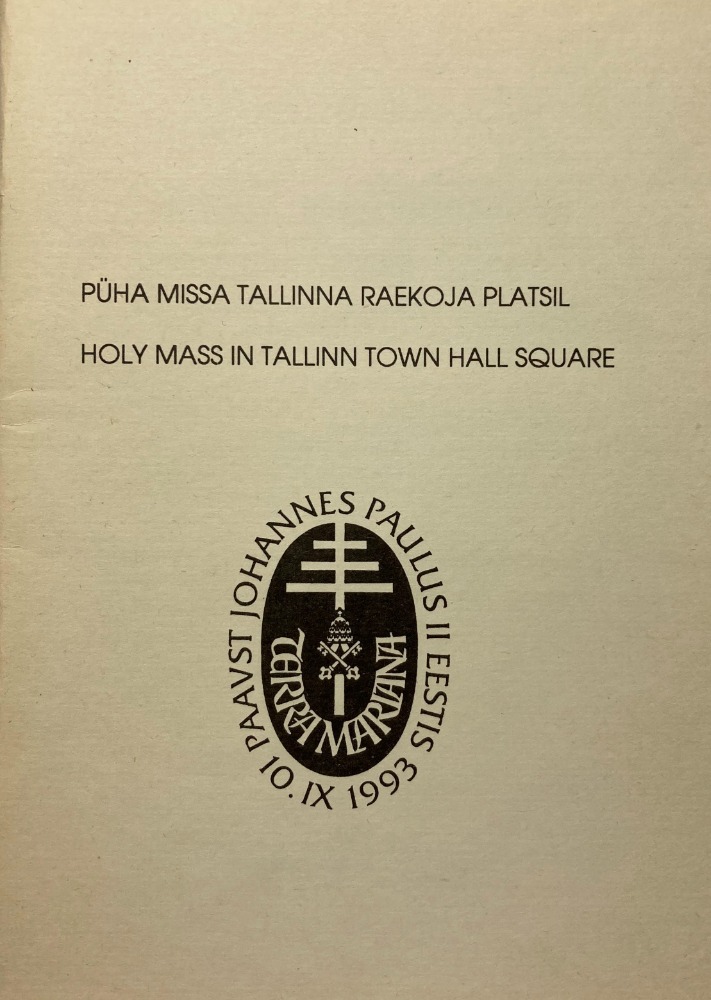 PÜHA MISSA TALLINNA RAEKOJA PLATSIL
HOLY MASS IN TALLINN TOWN HALL SQUARE
PAAVST JOHANNES PAULUS II EESTIS
10. IX 1993
TERRA MARIANA